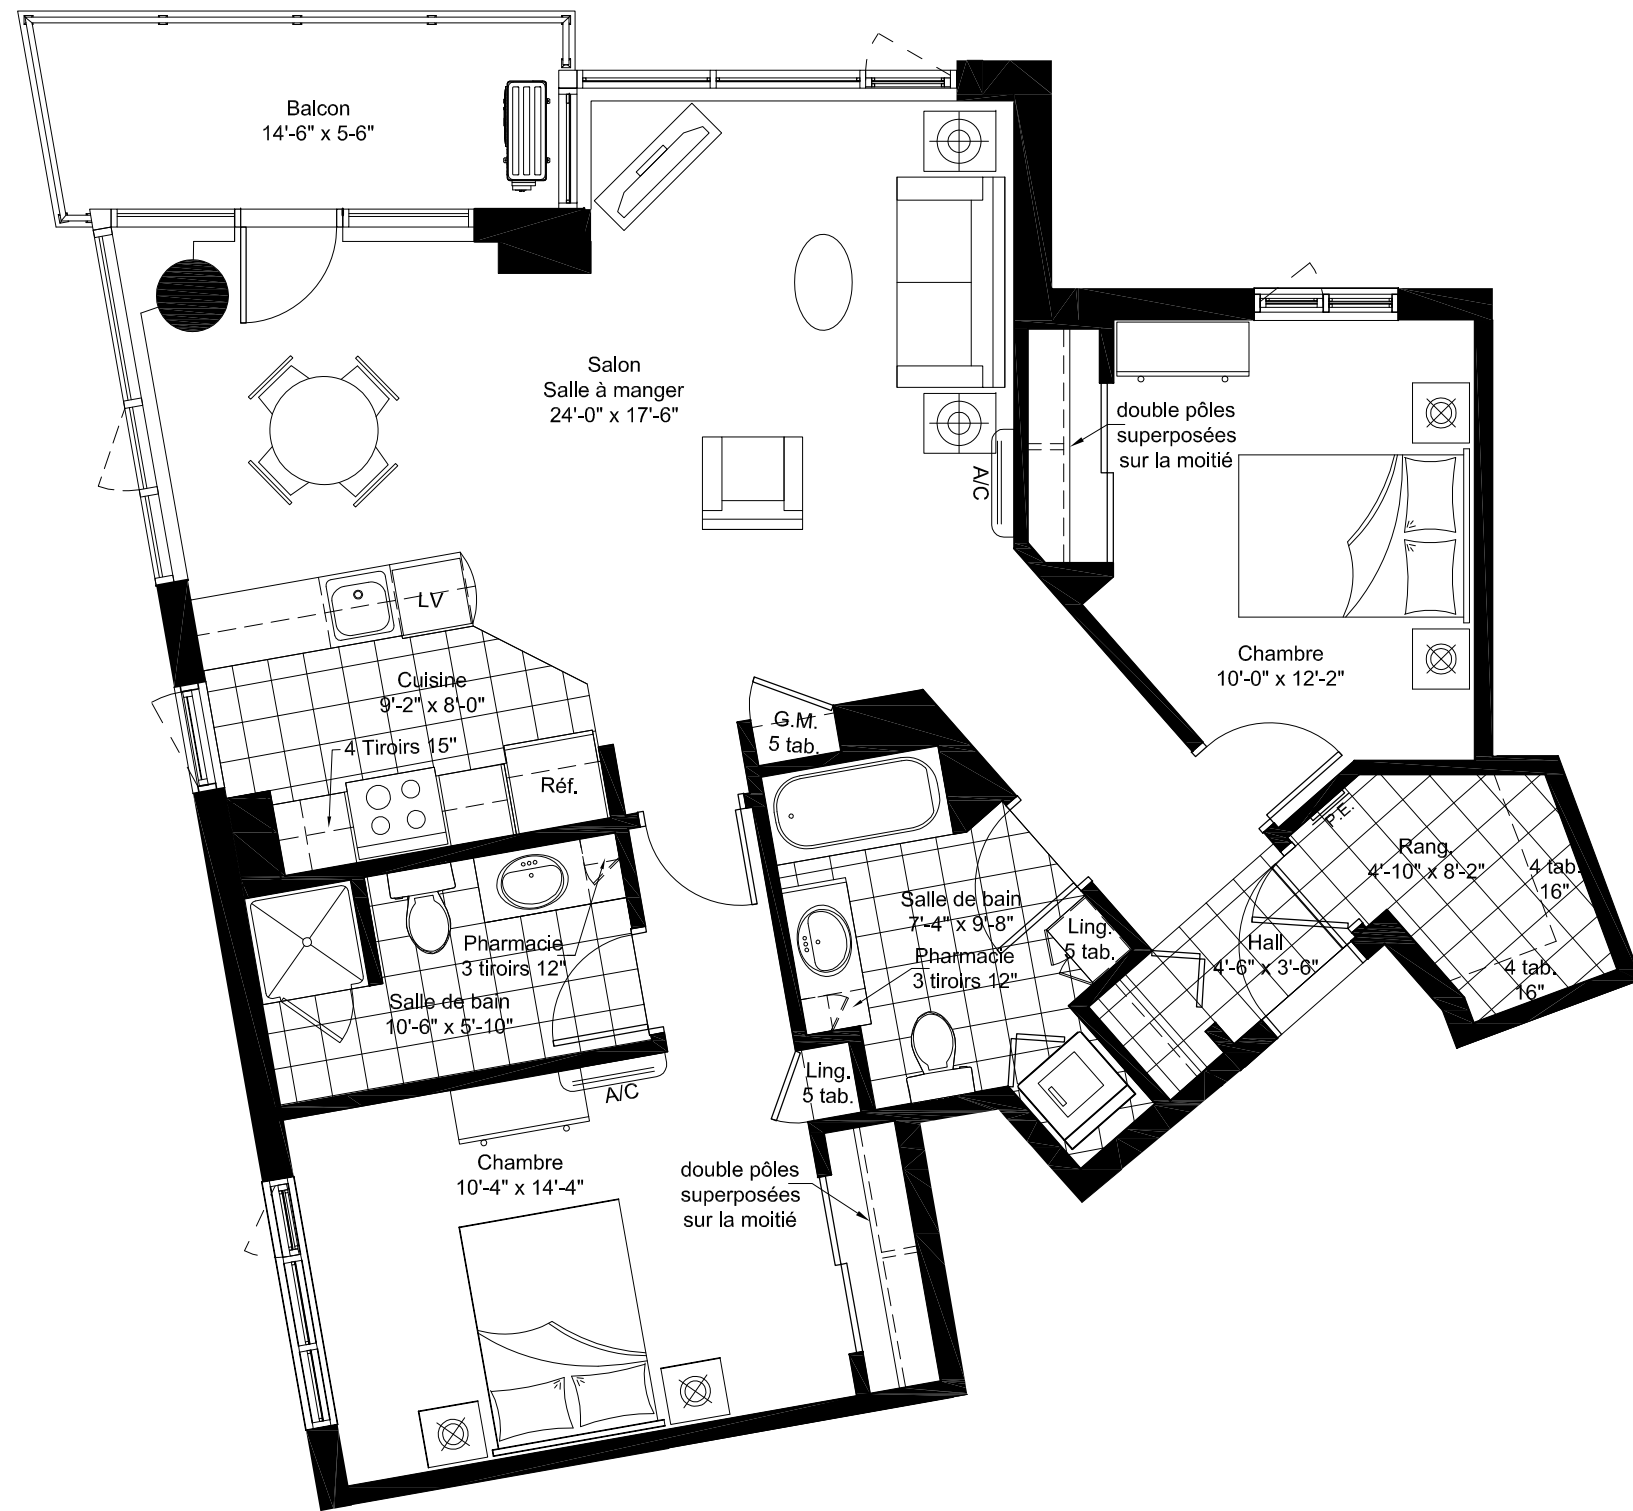 Balcon
14'-6" x 5-6"
Salon
Salle à manger
24'-0" x 17'-6"
double pôles
superposées
sur la moitié
A/C
LV
Chambre
10'-0" x 12'-2"
Cuisine
9'-2" x 8'-0"
4 Tiroirs 15"
Réf.
G.M.
5 tab.
P.E.
Rang.
4'-10" x 8'-2"
4 tab.
16"
4 tab.
16"
Salle de bain
7'-4" x 9'-8"
Pharmacie
3 tiroirs 12"
Ling.
5 tab.
Hall
4'-6" x 3'-6"
Pharmacie
3 tiroirs 12"
Salle de bain
10'-6" x 5'-10"
A/C
Ling.
5 tab.
Chambre
10'-4" x 14'-4"
double pôles
superposées
sur la moitié